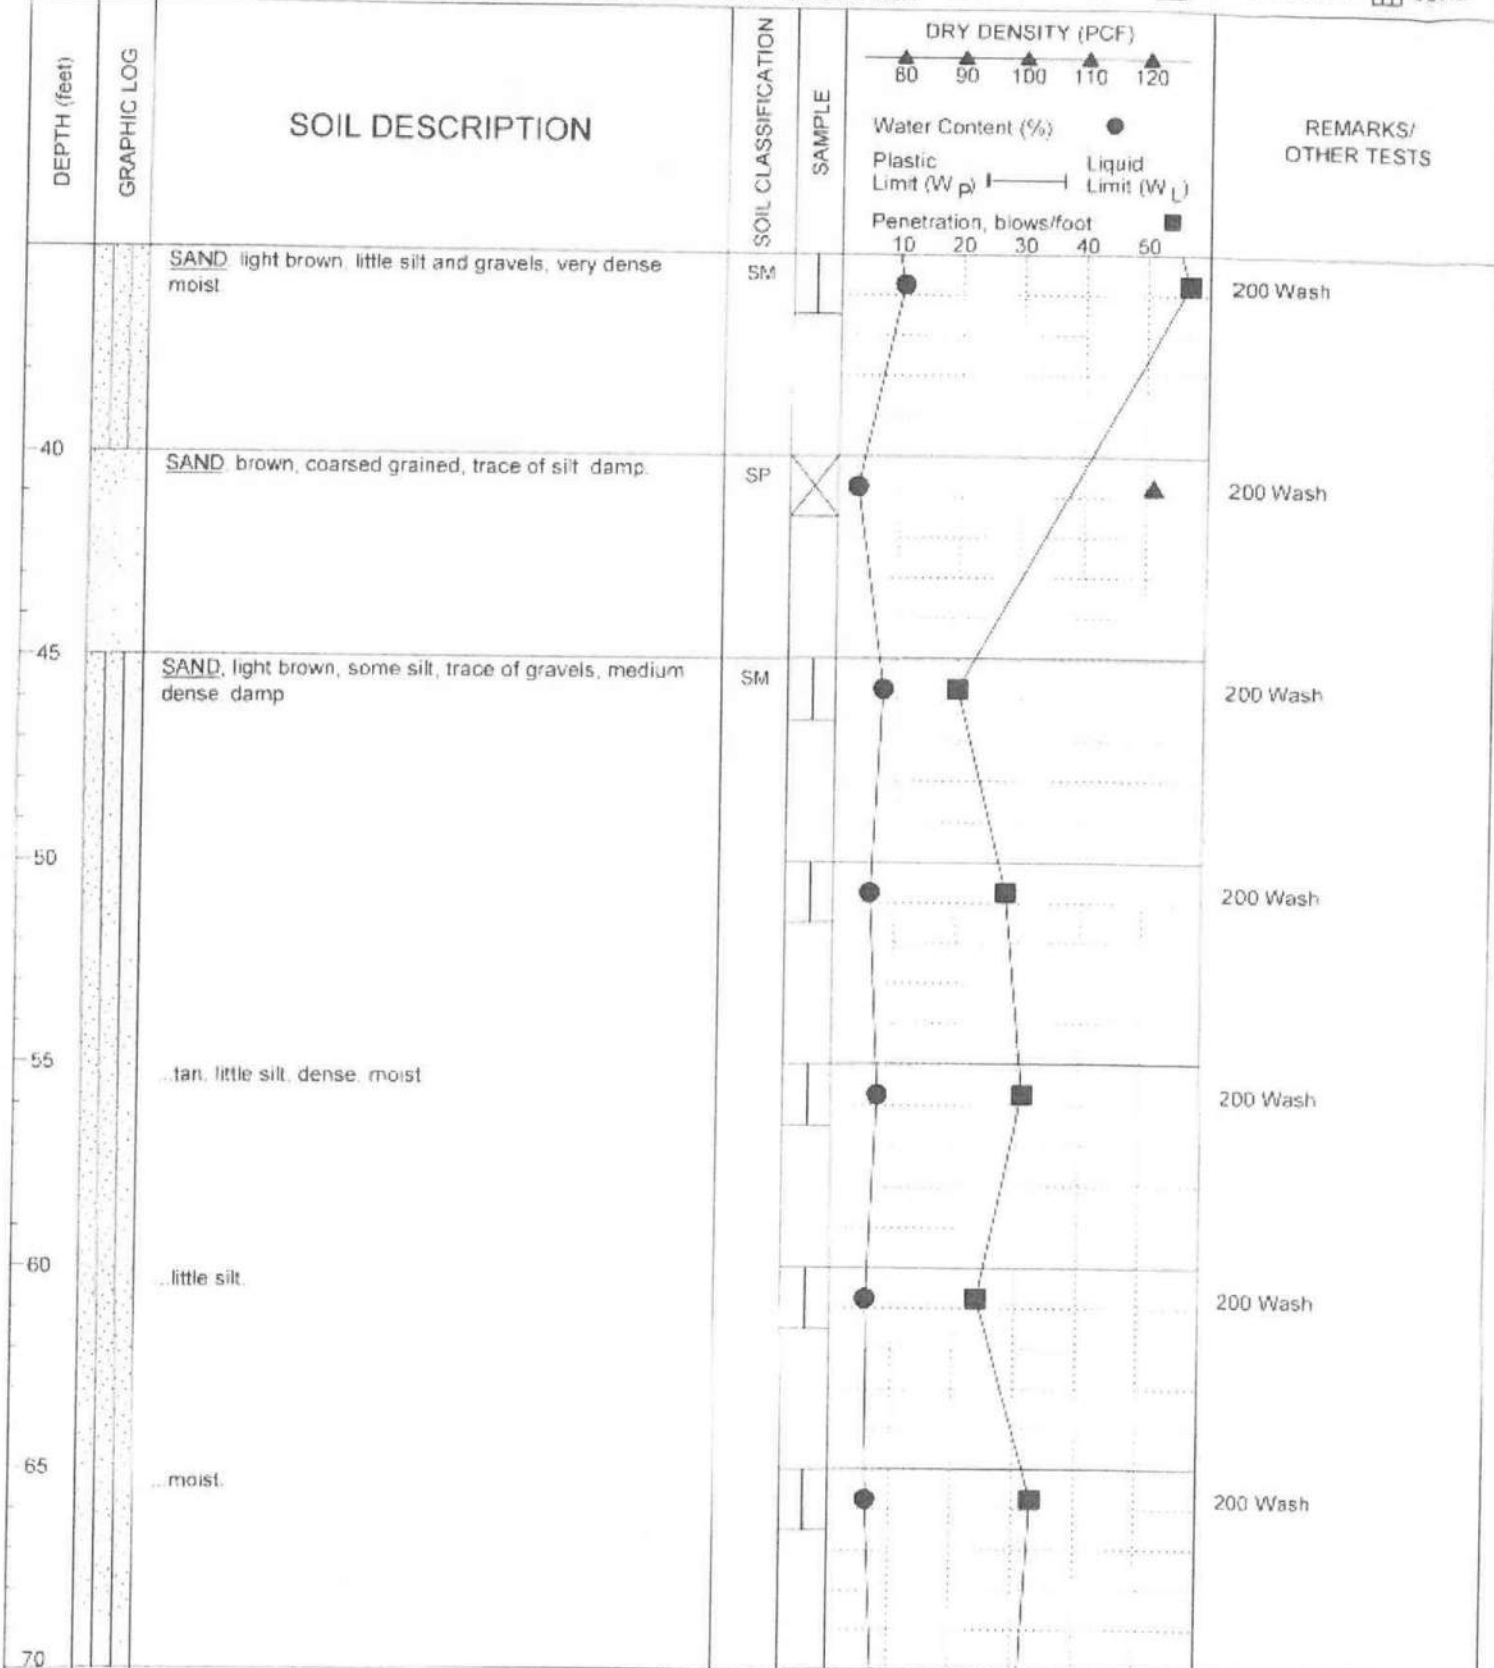 DEPTH (feet)
GRAPHIC LOG
SOIL DESCRIPTION
SOIL CLASSIFICATION
SAMPLE
DRY DENSITY (PCF)
80 90 100 110 120
Water Content (%)
Plastic Limit (W P) Liquid Limit (W L)
Penetration, blows/foot
10 20 30 40 50
REMARKS/
OTHER TESTS
SAND light brown, little silt and gravels, very dense
moist
SM
200 Wash
40
SAND brown, coarsed grained, trace of silt damp.
SP
200 Wash
45
SAND, light brown, some silt, trace of gravels, medium
dense damp
SM
200 Wash
50
200 Wash
55
...tan, little silt, dense, moist
200 Wash
60
...little silt.
200 Wash
65
...moist.
200 Wash
70